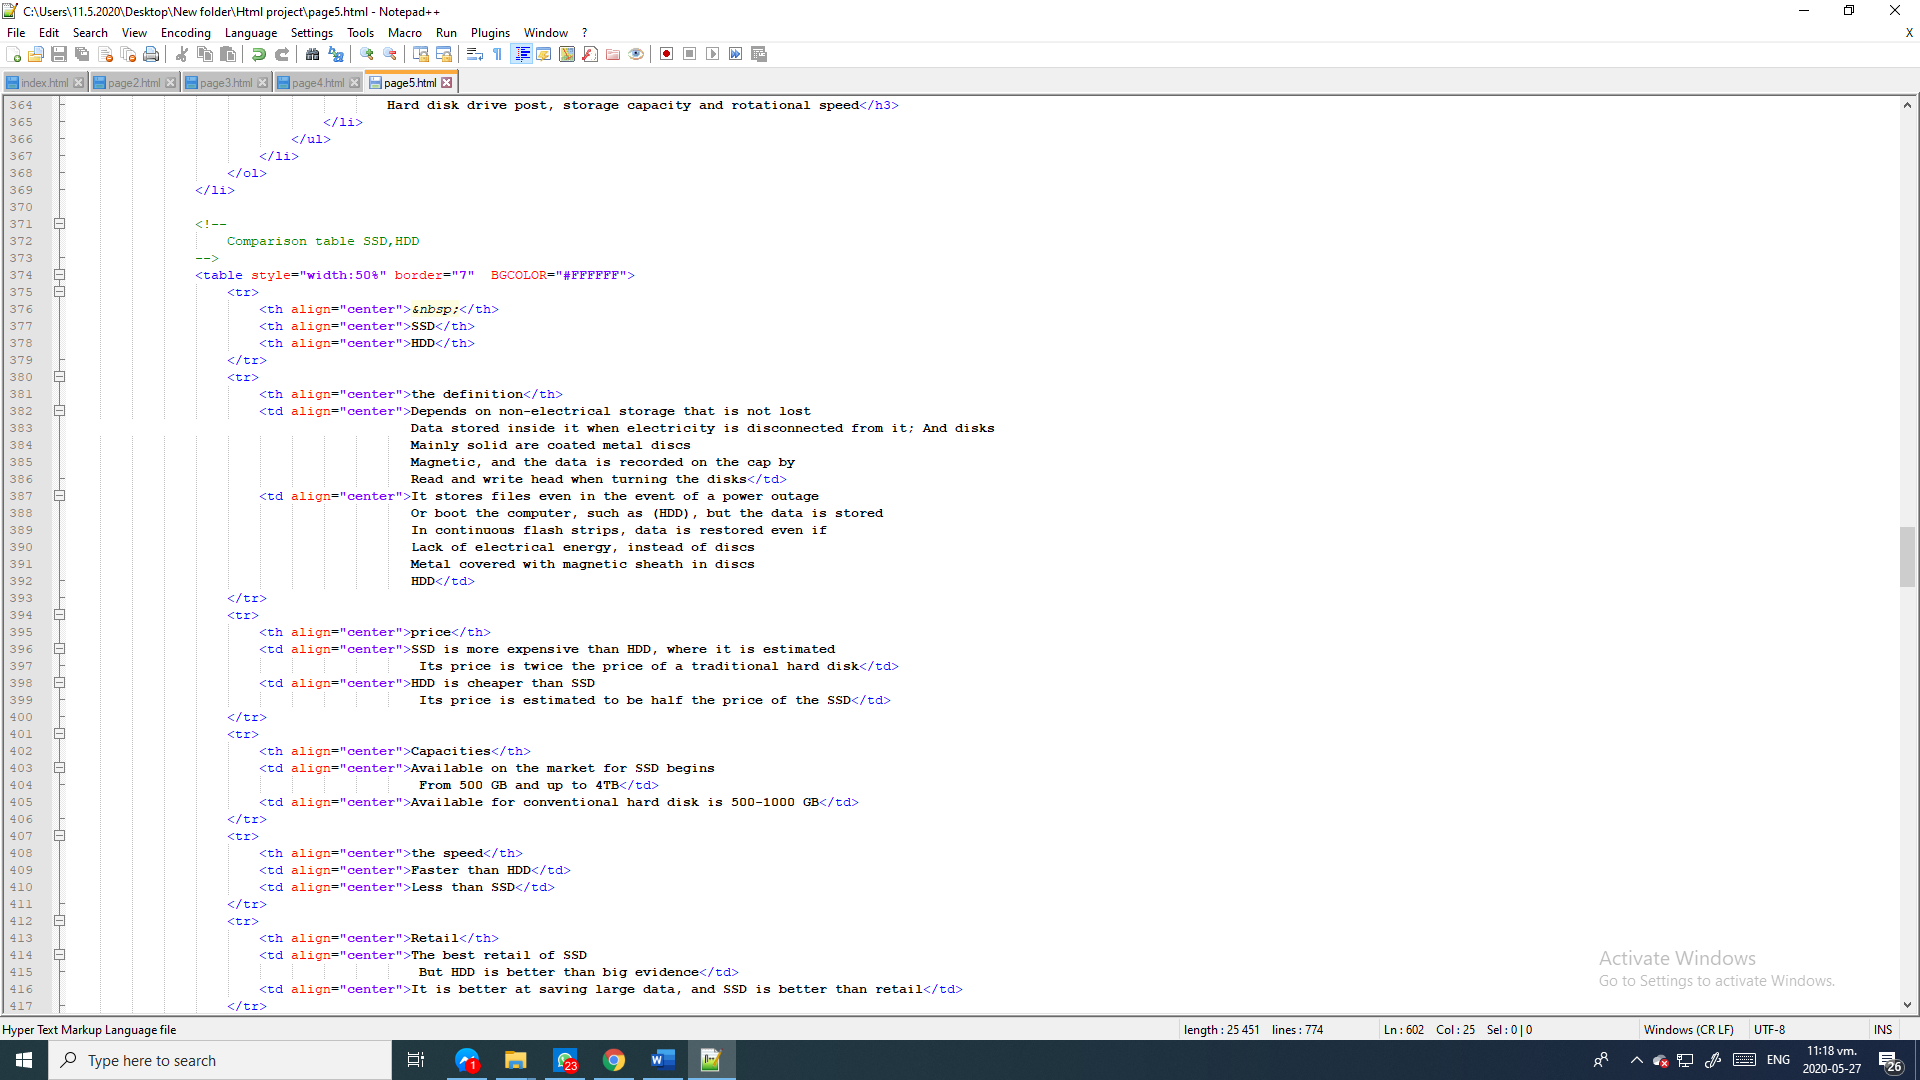 C:\Users\11.5.2020\Desktop\New folder\Html project\page5.html - Notepad++
File Edit Search View Encoding Language Settings Tools Macro Run Plugins Window ? X
index.html page2.html page3.html page4.html page5.html
364 Hard disk drive post, storage capacity and rotational speed</h3>
365 </li>
366 </ul>
367 </li>
368 </ol>
369 </li>
370
371 <!--
372 Comparison table SSD,HDD
373 -->
374 <table style="width:50%" border="7"  BGCOLOR="#FFFFFF">
375 <tr>
376 <th align="center">&nbsp;</th>
377 <th align="center">SSD</th>
378 <th align="center">HDD</th>
379 </tr>
380 <tr>
381 <th align="center">the definition</th>
382 <td align="center">Depends on non-electrical storage that is not lost
383 Data stored inside it when electricity is disconnected from it; And disks
384 Mainly solid are coated metal discs
385 Magnetic, and the data is recorded on the cap by
386 Read and write head when turning the disks</td>
387 <td align="center">It stores files even in the event of a power outage
388 Or boot the computer, such as (HDD), but the data is stored
389 In continuous flash strips, data is restored even if
390 Lack of electrical energy, instead of discs
391 Metal covered with magnetic sheath in discs
392 HDD</td>
393 </tr>
394 <tr>
395 <th align="center">price</th>
396 <td align="center">SSD is more expensive than HDD, where it is estimated
397 Its price is twice the price of a traditional hard disk</td>
398 <td align="center">HDD is cheaper than SSD
399 Its price is estimated to be half the price of the SSD</td>
400 </tr>
401 <tr>
402 <th align="center">Capacities</th>
403 <td align="center">Available on the market for SSD begins
404 From 500 GB and up to 4TB</td>
405 <td align="center">Available for conventional hard disk is 500-1000 GB</td>
406 </tr>
407 <tr>
408 <th align="center">the speed</th>
409 <td align="center">Faster than HDD</td>
410 <td align="center">Less than SSD</td>
411 </tr>
412 <tr>
413 <th align="center">Retail</th>
414 <td align="center">The best retail of SSD
415 But HDD is better than big evidence</td>
416 <td align="center">It is better at saving large data, and SSD is better than retail</td>
417 </tr>
Activate Windows
Go to Settings to activate Windows.
Hyper Text Markup Language file length : 25 451 lines : 774 Ln : 602 Col : 25 Sel : 0 | 0 Windows (CR LF) UTF-8 INS
Type here to search 1 23 ENG 11:18 vm. 2020-05-27 26